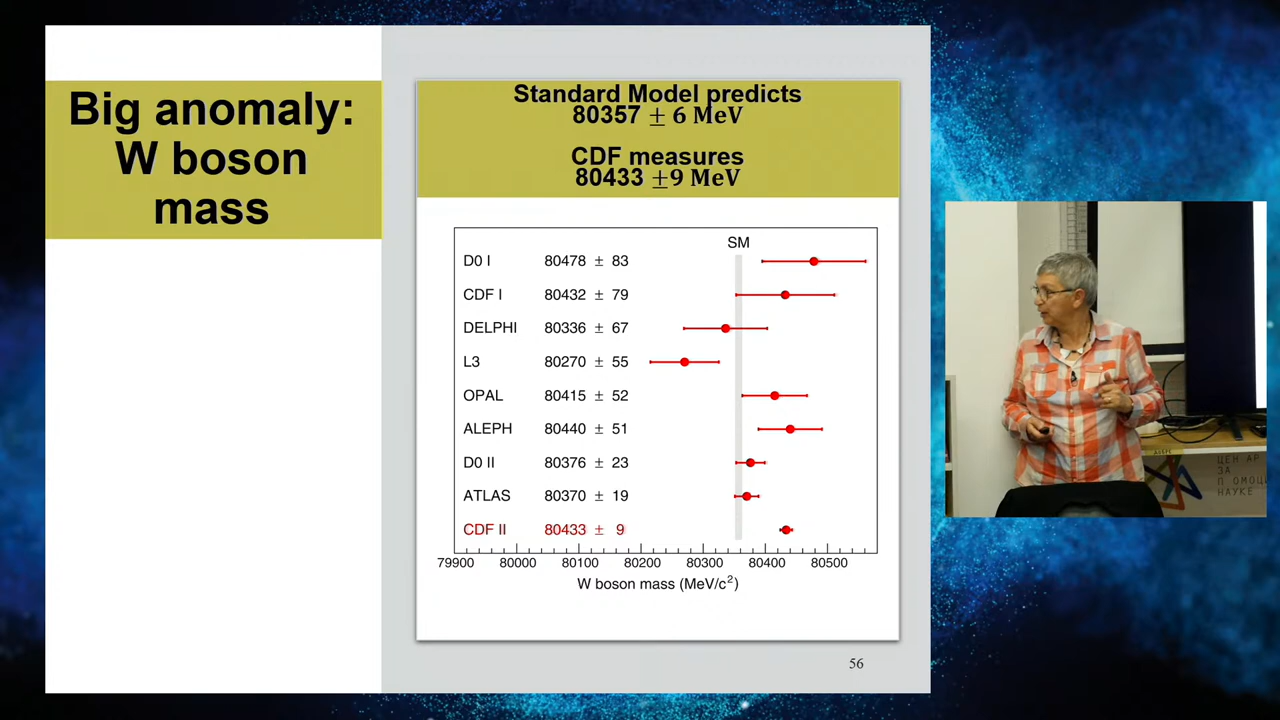 Big anomaly:
W boson
mass
Standard Model predicts
80357 ± 6 MeV
CDF measures
80433 ±9 MeV
SM
D0 I 80478 ± 83
CDF I 80432 ± 79
DELPHI 80336 ± 67
L3 80270 ± 55
OPAL 80415 ± 52
ALEPH 80440 ± 51
D0 II 80376 ± 23
ATLAS 80370 ± 19
CDF II 80433 ± 9
79900 80000 80100 80200 80300 80400 80500
W boson mass (MeV/c²)
56
ЗА
НАУКЕ